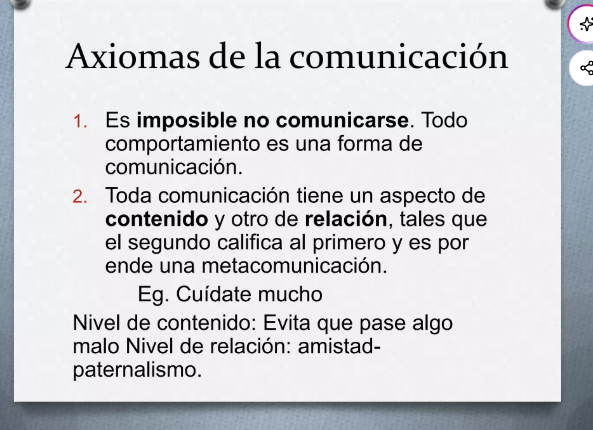 Axiomas de la comunicación
1. Es imposible no comunicarse. Todo
comportamiento es una forma de
comunicación.
2. Toda comunicación tiene un aspecto de
contenido y otro de relación, tales que
el segundo califica al primero y es por
ende una metacomunicación.
Eg. Cuídate mucho
Nivel de contenido: Evita que pase algo
malo Nivel de relación: amistad-
paternalismo.